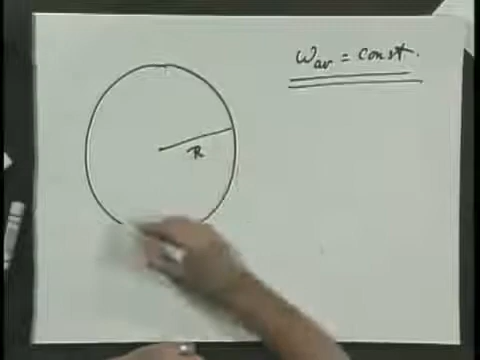 ω_av = const.
R